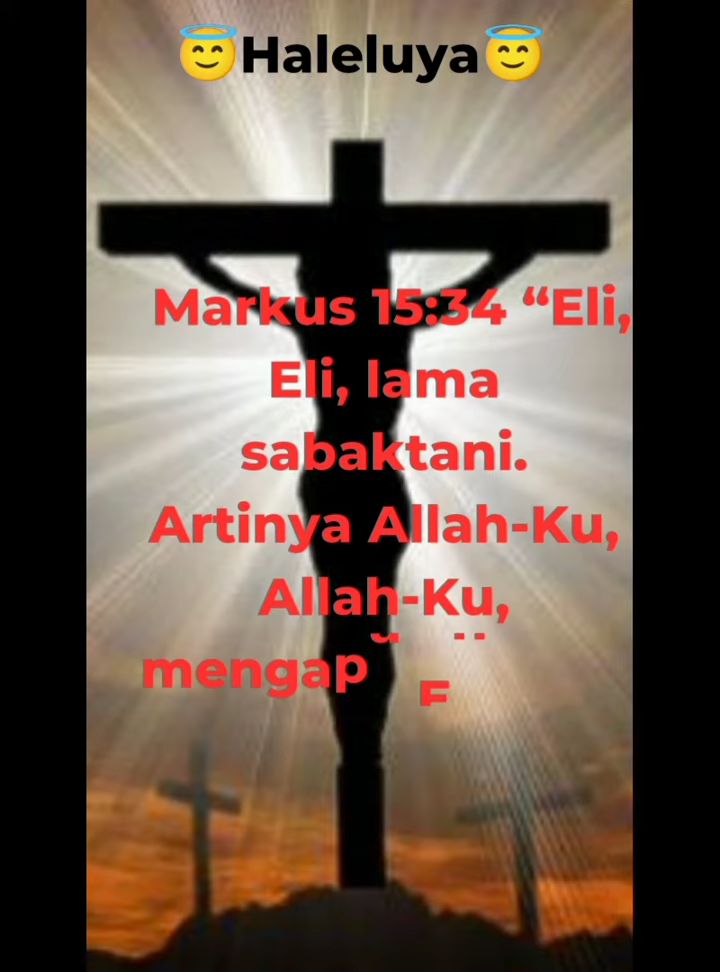 😇Haleluya😇
Markus 15:34 “Eli,
Eli, lama
sabaktani.
Artinya Allah-Ku,
Allah-Ku,
mengap